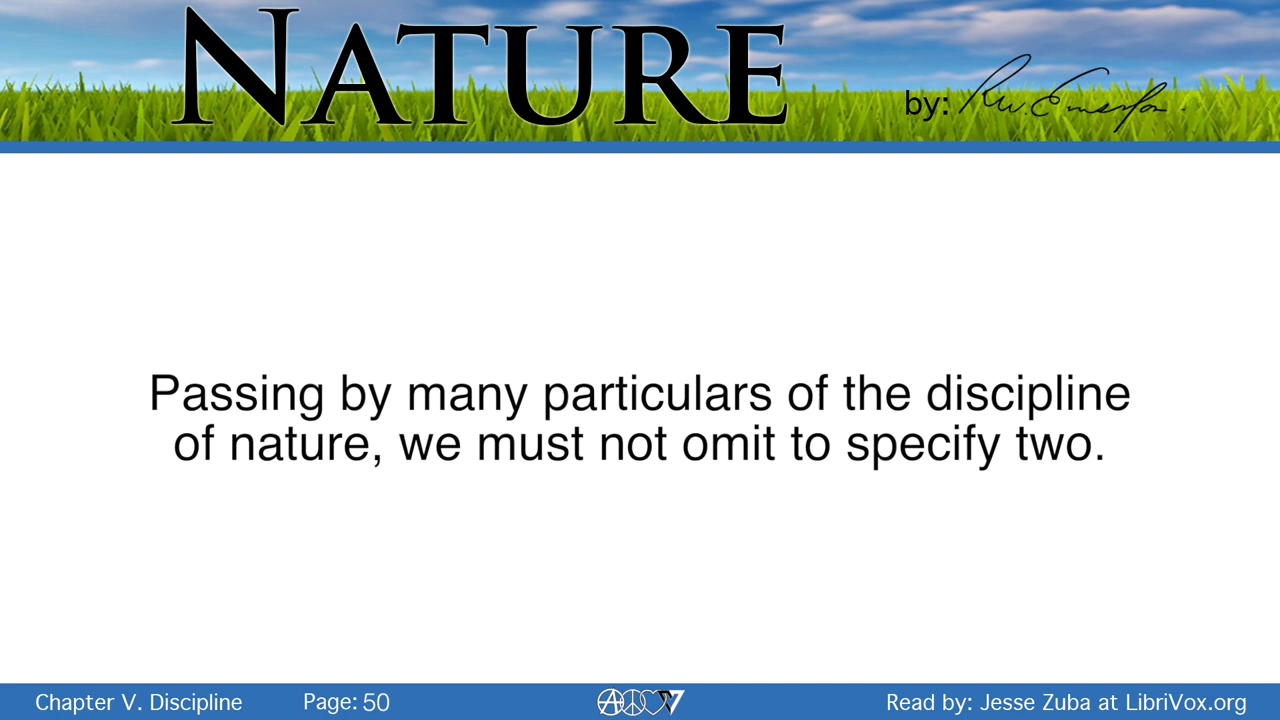 NATURE
by: R.W. Emerson.
Passing by many particulars of the discipline
of nature, we must not omit to specify two.
Chapter V. Discipline Page: 50 Read by: Jesse Zuba at LibriVox.org